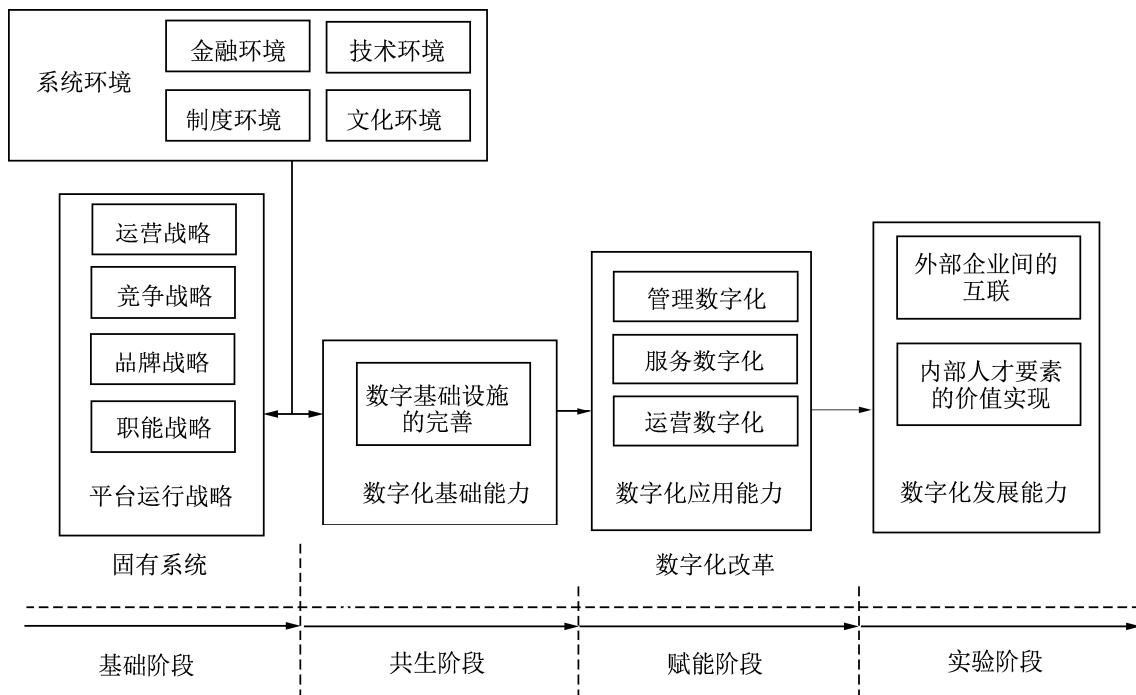 系统环境
金融环境
技术环境
制度环境
文化环境
运营战略
竞争战略
品牌战略
职能战略
平台运行战略
数字基础设施
的完善
数字化基础能力
管理数字化
服务数字化
运营数字化
数字化应用能力
外部企业间的
互联
内部人才要素
的价值实现
数字化发展能力
固有系统
数字化改革
基础阶段
共生阶段
赋能阶段
实验阶段